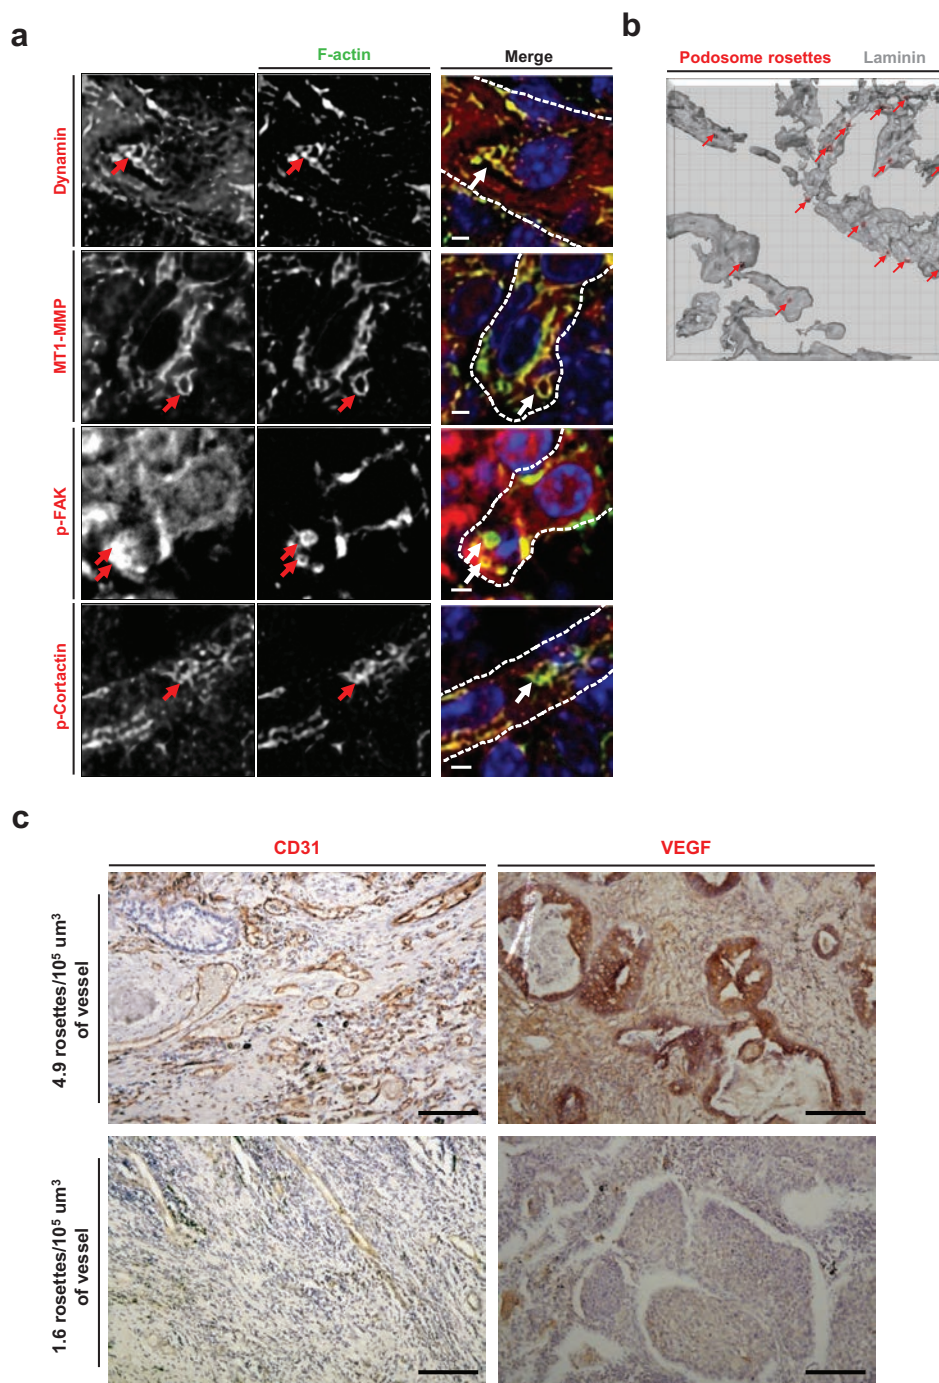 a
F-actin
Merge
Dynamin
MT1-MMP
p-FAK
p-Cortactin
b
Podosome rosettes
Laminin
c
CD31
VEGF
4.9 rosettes/10⁵ um³
of vessel
1.6 rosettes/10⁵ um³
of vessel